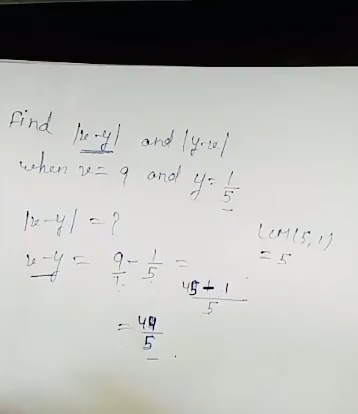 Find |x-y| and |y-x|
when x = 9 and y = 1/5
|x-y| = ?
LCM(5, 1)
= 5
x-y = 9/1 - 1/5 = 45-1/5
= 44/5